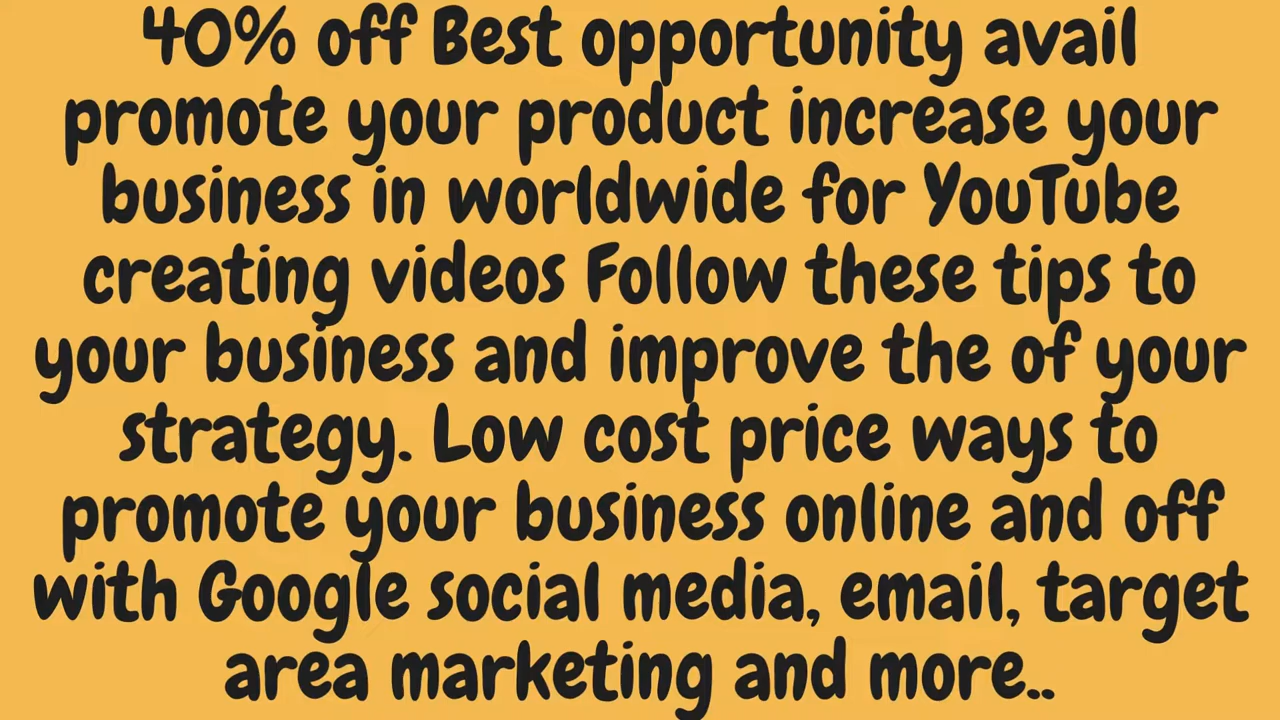 40% off Best opportunity avail
promote your product increase your
business in worldwide for YouTube
creating videos Follow these tips to
your business and improve the of your
strategy. Low cost price ways to
promote your business online and off
with Google social media, email, target
area marketing and more..